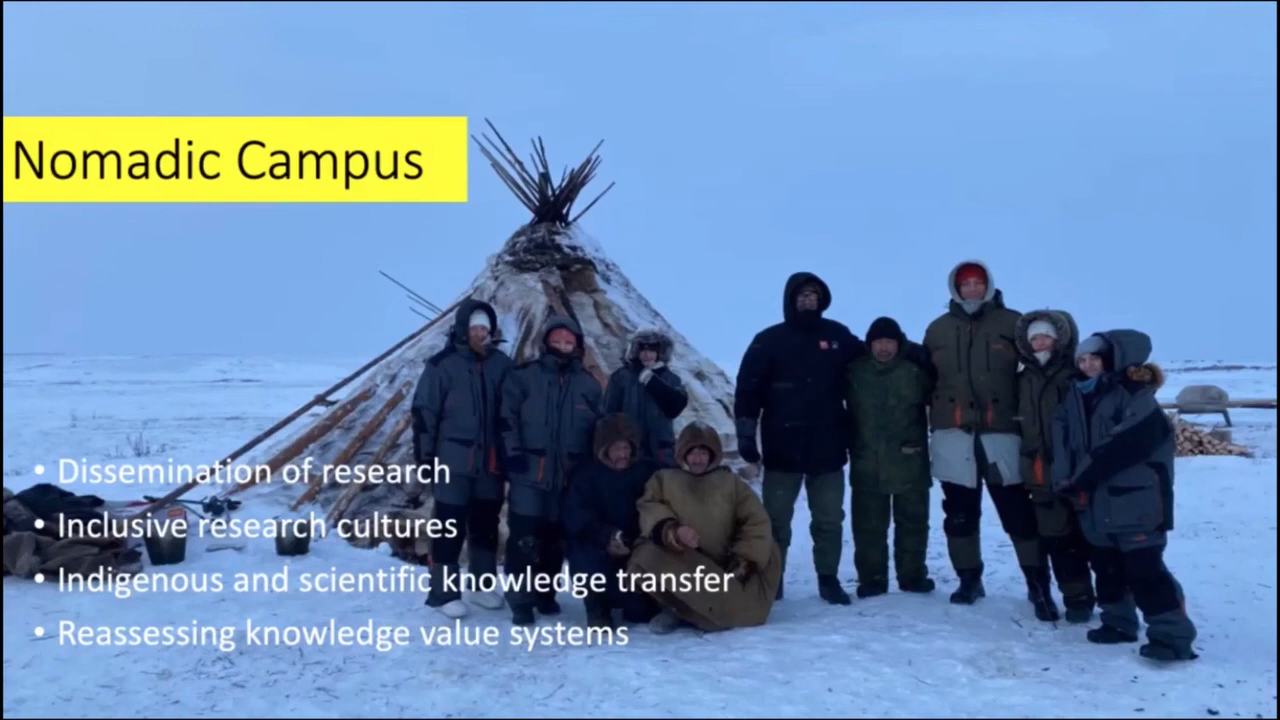 Nomadic Campus
• Dissemination of research
• Inclusive research cultures
• Indigenous and scientific knowledge transfer
• Reassessing knowledge value systems